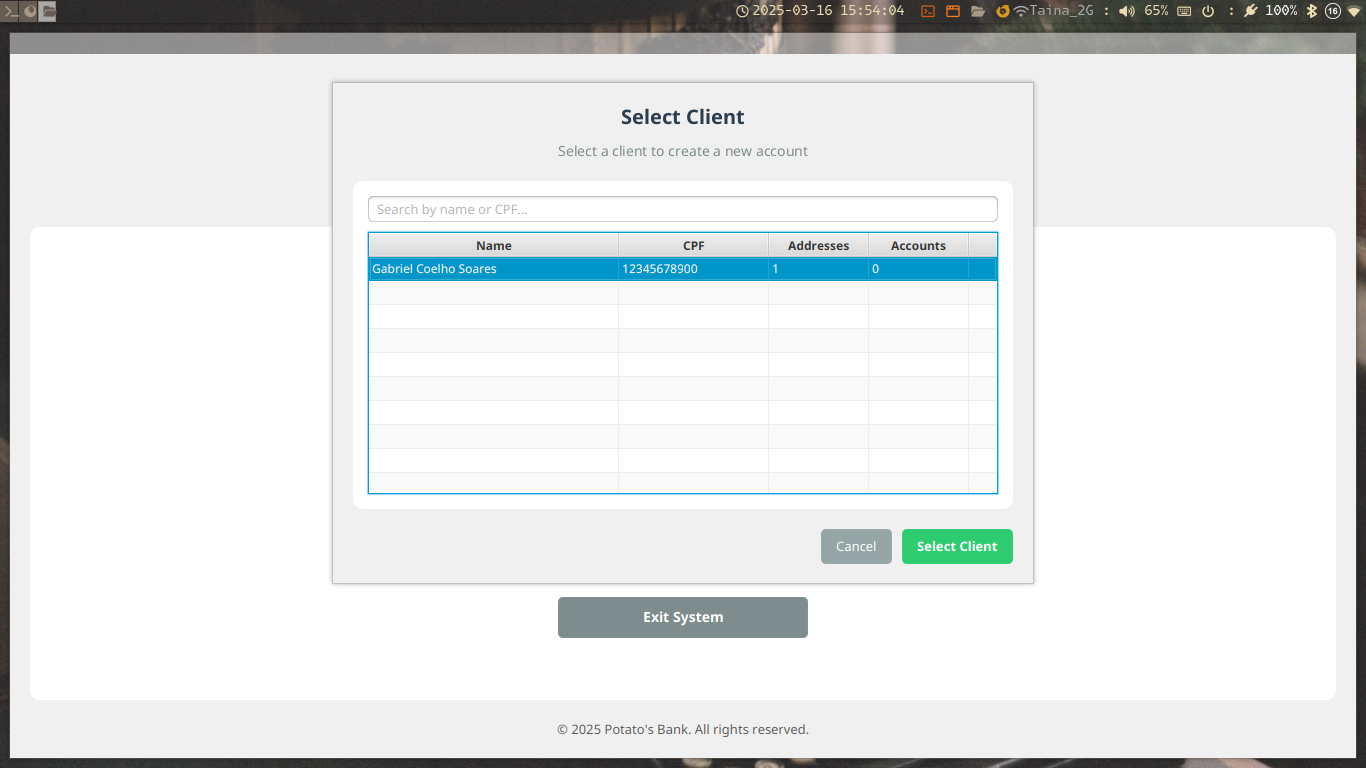 2025-03-16 15:54:04 Taina_2G : 65% : 100% 16
Select Client
Select a client to create a new account
Search by name or CPF...
Name CPF Addresses Accounts
Gabriel Coelho Soares 12345678900 1 0
Cancel Select Client
Exit System
© 2025 Potato's Bank. All rights reserved.